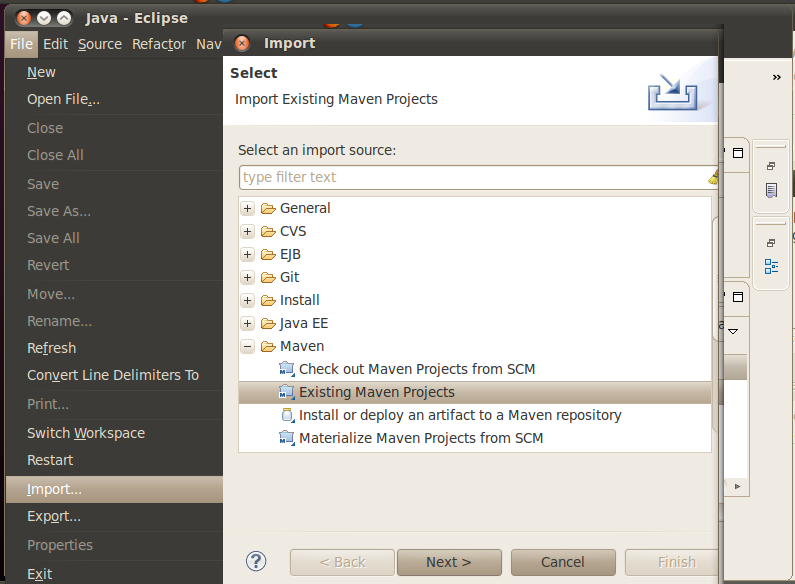 Java - Eclipse
File Edit Source Refactor Nav
New
Open File...
Close
Close All
Save
Save As...
Save All
Revert
Move...
Rename...
Refresh
Convert Line Delimiters To
Print...
Switch Workspace
Restart
Import...
Export...
Properties
Exit
Import
Select
Import Existing Maven Projects
Select an import source:
type filter text
General
CVS
EJB
Git
Install
Java EE
Maven
Check out Maven Projects from SCM
Existing Maven Projects
Install or deploy an artifact to a Maven repository
Materialize Maven Projects from SCM
< Back Next > Cancel Finish